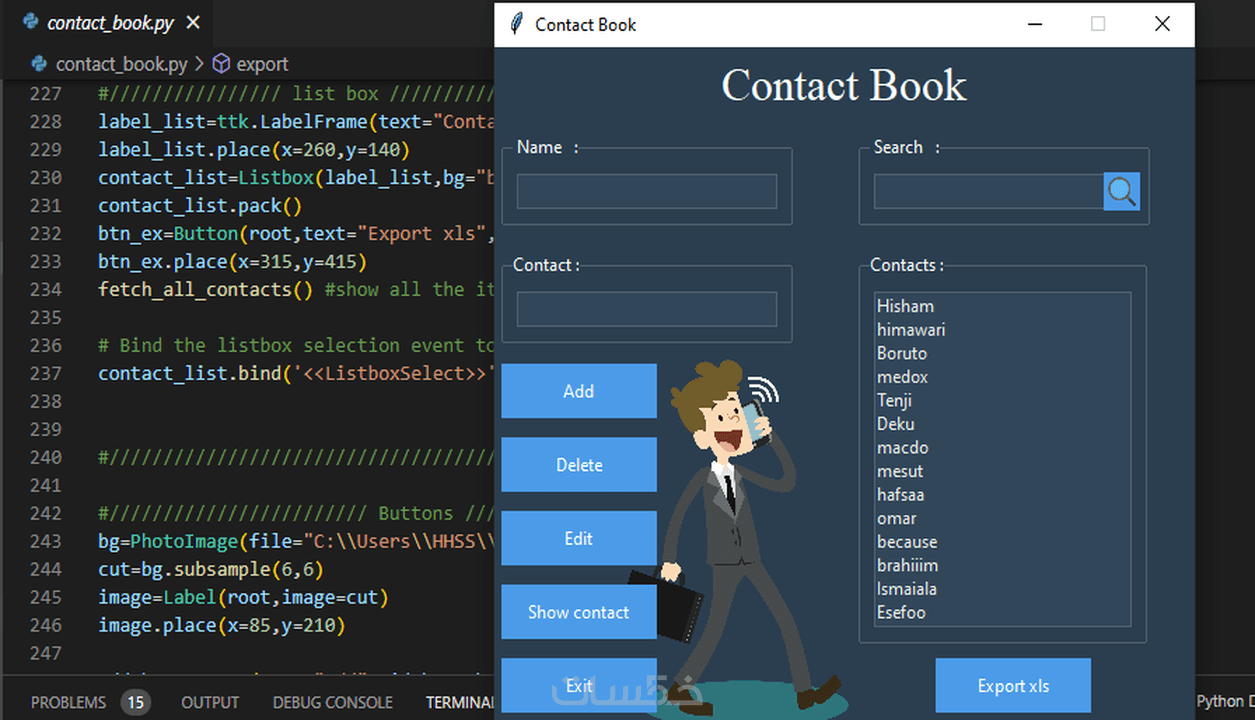 contact_book.py ×
contact_book.py > export
227 #//////////////// list box //////////
228 label_list=ttk.LabelFrame(text="Conta
229 label_list.place(x=260,y=140)
230 contact_list=Listbox(label_list,bg="b
231 contact_list.pack()
232 btn_ex=Button(root,text="Export xls",
233 btn_ex.place(x=315,y=415)
234 fetch_all_contacts() #show all the it
235
236 # Bind the listbox selection event to
237 contact_list.bind('<<ListboxSelect>>'
238
239
240 #////////////////////////////////////
241
242 #//////////////////////// Buttons ///
243 bg=PhotoImage(file="C:\\Users\\HHSS\\
244 cut=bg.subsample(6,6)
245 image=Label(root,image=cut)
246 image.place(x=85,y=210)
247
PROBLEMS 15 OUTPUT DEBUG CONSOLE TERMINAL
Contact Book
Contact Book
Name :
Search :
Contact :
Contacts :
Hisham
himawari
Boruto
medox
Tenji
Deku
macdo
mesut
hafsaa
omar
because
brahiiim
Ismaiala
Esefoo
Add
Delete
Edit
Show contact
Exit
Export xls
خمسات
Python D